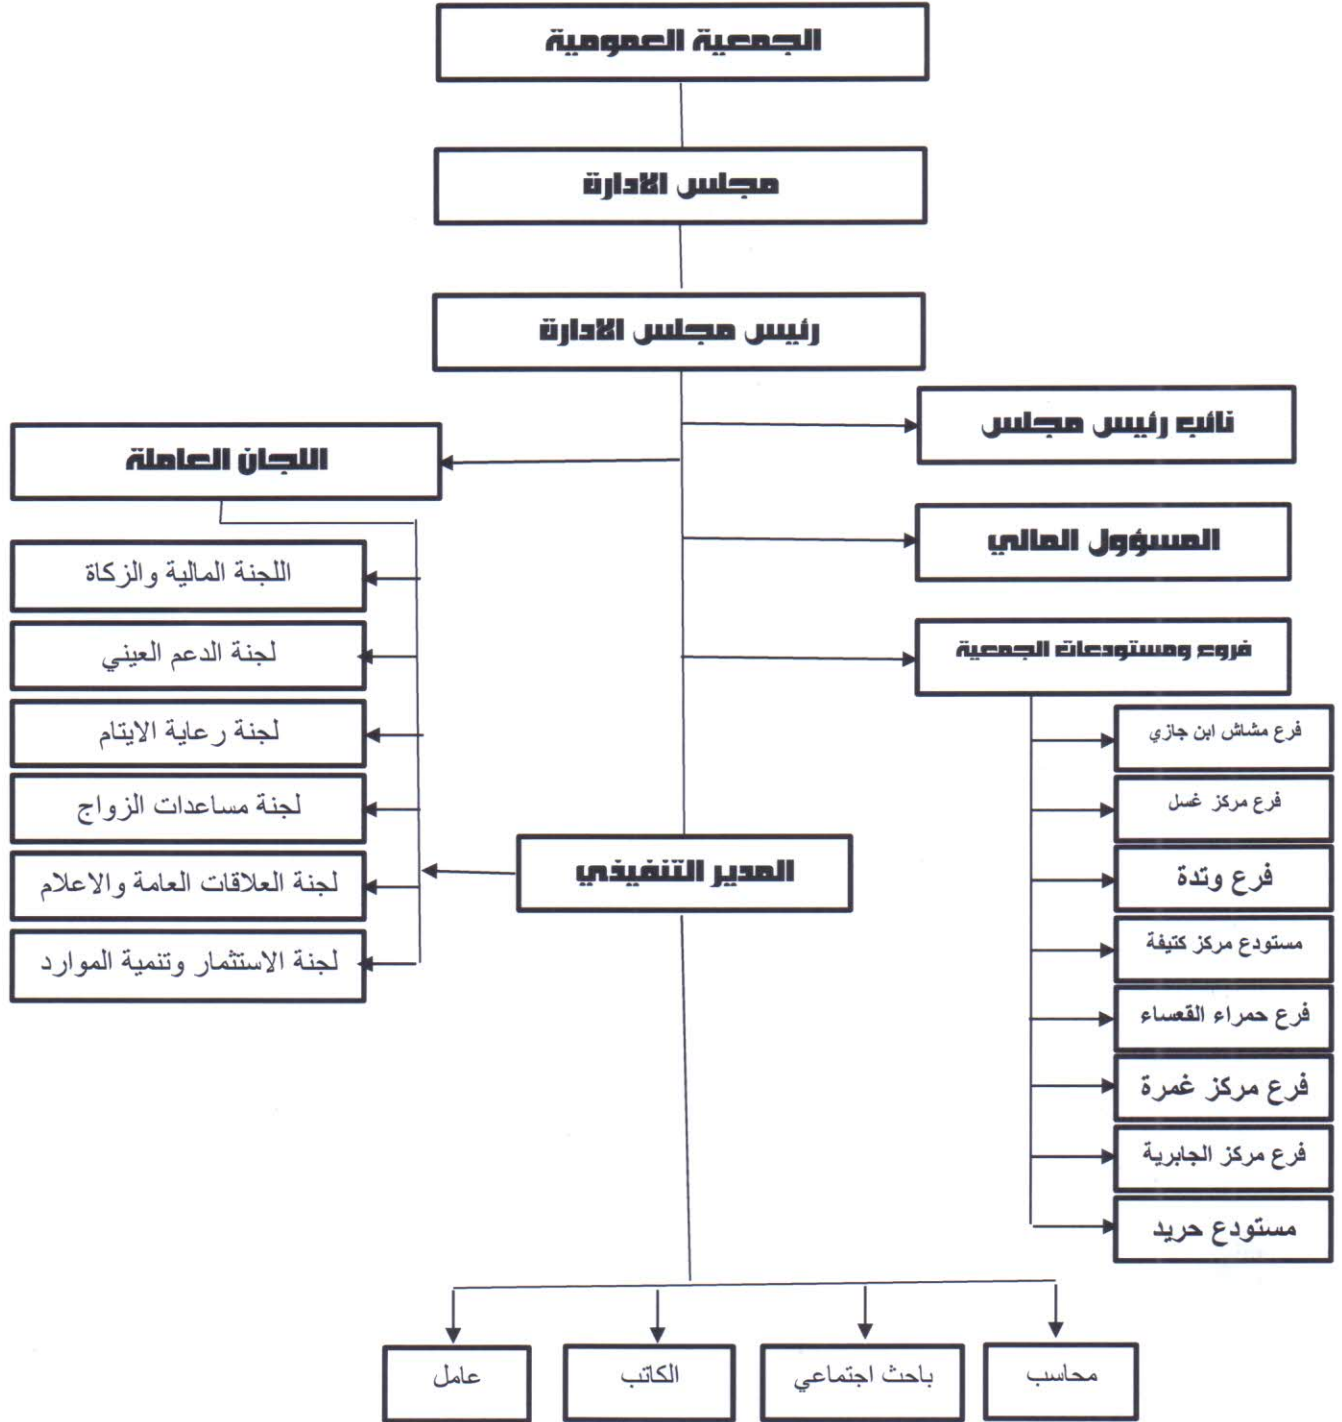 الجمعية العمومية
مجلس الادارة
رئيس مجلس الادارة
نائب رئيس مجلس
اللجان العاملة
المسؤول المالي
فروع ومستودعات الجمعية
اللجنة المالية والزكاة
لجنة الدعم العيني
لجنة رعاية الايتام
لجنة مساعدات الزواج
لجنة العلاقات العامة والاعلام
لجنة الاستثمار وتنمية الموارد
فرع مشاش ابن جازي
فرع مركز غسل
فرع وتدة
مستودع مركز كتيفة
فرع حمراء القعساء
فرع مركز غمرة
فرع مركز الجابرية
مستودع حريد
المدير التنفيذي
محاسب
باحث اجتماعي
الكاتب
عامل